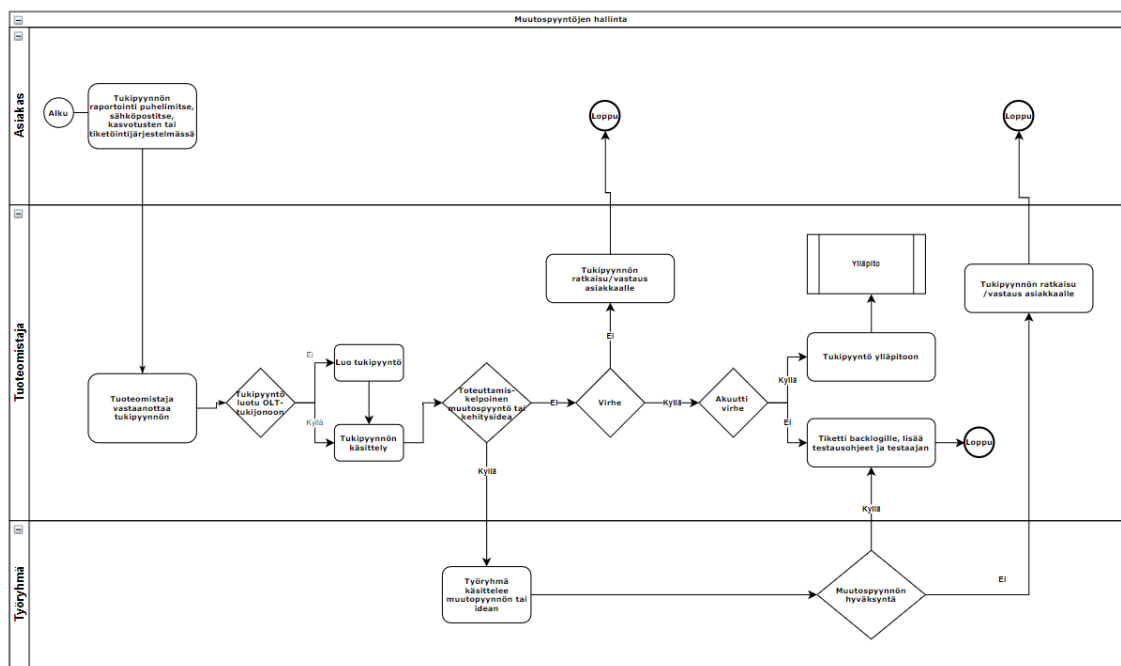 Muutospyyntöjen hallinta
Asiakas
Alku
Tukipyynnön
raportointi puhelimitse,
sähköpostitse,
kasvotusten tai
tiketöintijärjestelmässä
Loppu
Loppu
Tuoteomistaja
Tuoteomistaja
vastaanottaa
tukipyynnön
Tukipyyntö
luotu OLT-
tukijonoon
Ei
Kyllä
Luo tukipyyntö
Tukipyynnön
käsittely
Toteuttamis-
kelpoinen
muutospyyntö tai
kehitysidea
Ei
Kyllä
Virhe
Ei
Tukipyynnön
ratkaisu/vastaus
asiakkaalle
Kyllä
Akuutti
virhe
Kyllä
Ei
Tukipyyntö ylläpitoon
Ylläpito
Tiketti backlogille, lisää
testausohjeet ja testaajan
Loppu
Tukipyynnön ratkaisu
/vastaus asiakkaalle
Työryhmä
Työryhmä
käsittelee
muutopyynnön tai
idean
Muutospyynnön
hyväksyntä
Kyllä
Ei